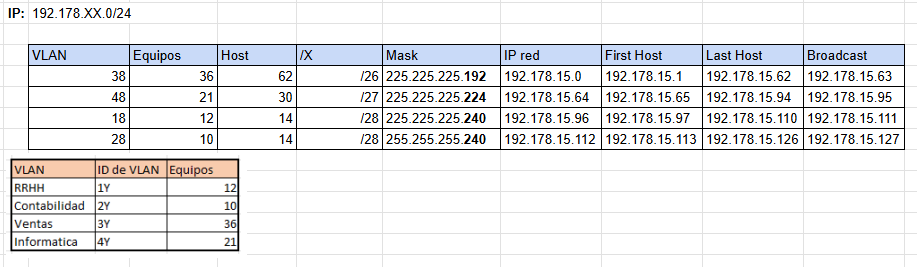 IP: 192.178.XX.0/24
VLAN Equipos Host /X Mask IP red First Host Last Host Broadcast
38 36 62 /26 225.225.225.192 192.178.15.0 192.178.15.1 192.178.15.62 192.178.15.63
48 21 30 /27 225.225.225.224 192.178.15.64 192.178.15.65 192.178.15.94 192.178.15.95
18 12 14 /28 225.225.225.240 192.178.15.96 192.178.15.97 192.178.15.110 192.178.15.111
28 10 14 /28 255.255.255.240 192.178.15.112 192.178.15.113 192.178.15.126 192.178.15.127
VLAN ID de VLAN Equipos
RRHH 1Y 12
Contabilidad 2Y 10
Ventas 3Y 36
Informatica 4Y 21